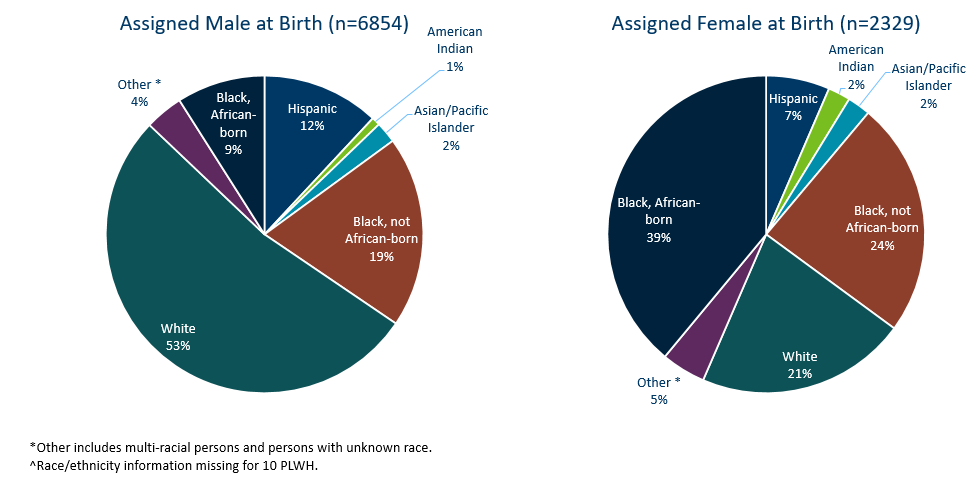 Assigned Male at Birth (n=6854)
American
Indian
1%
Other *
4%
Black,
African-
born
9%
Hispanic
12%
Asian/Pacific
Islander
2%
Black, not
African-born
19%
White
53%
Assigned Female at Birth (n=2329)
American
Indian
2%
Asian/Pacific
Islander
2%
Hispanic
7%
Black, African-
born
39%
Black, not
African-born
24%
White
21%
Other *
5%
*Other includes multi-racial persons and persons with unknown race.
^Race/ethnicity information missing for 10 PLWH.